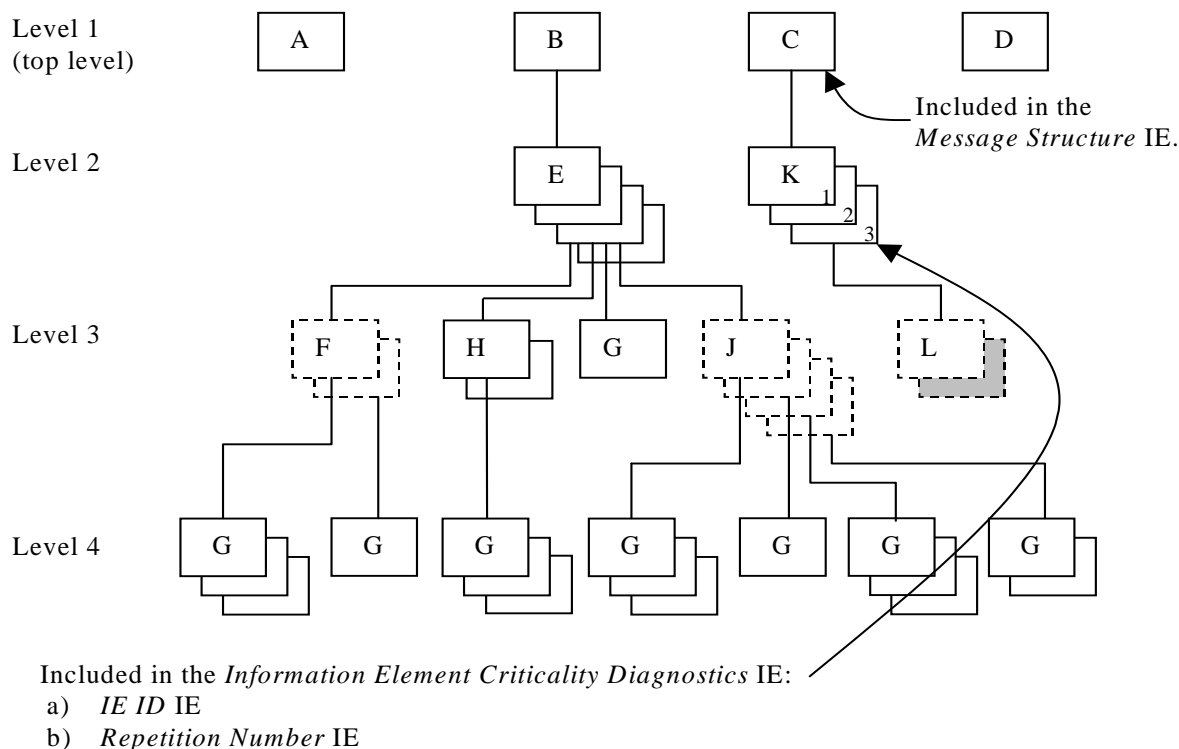 Level 1
(top level)
A
B
C
D
Included in the
Message Structure IE.
Level 2
E
K
1
2
3
Level 3
F
H
G
J
L
Level 4
G
G
G
G
G
G
G
Included in the Information Element Criticality Diagnostics IE:
a) IE ID IE
b) Repetition Number IE